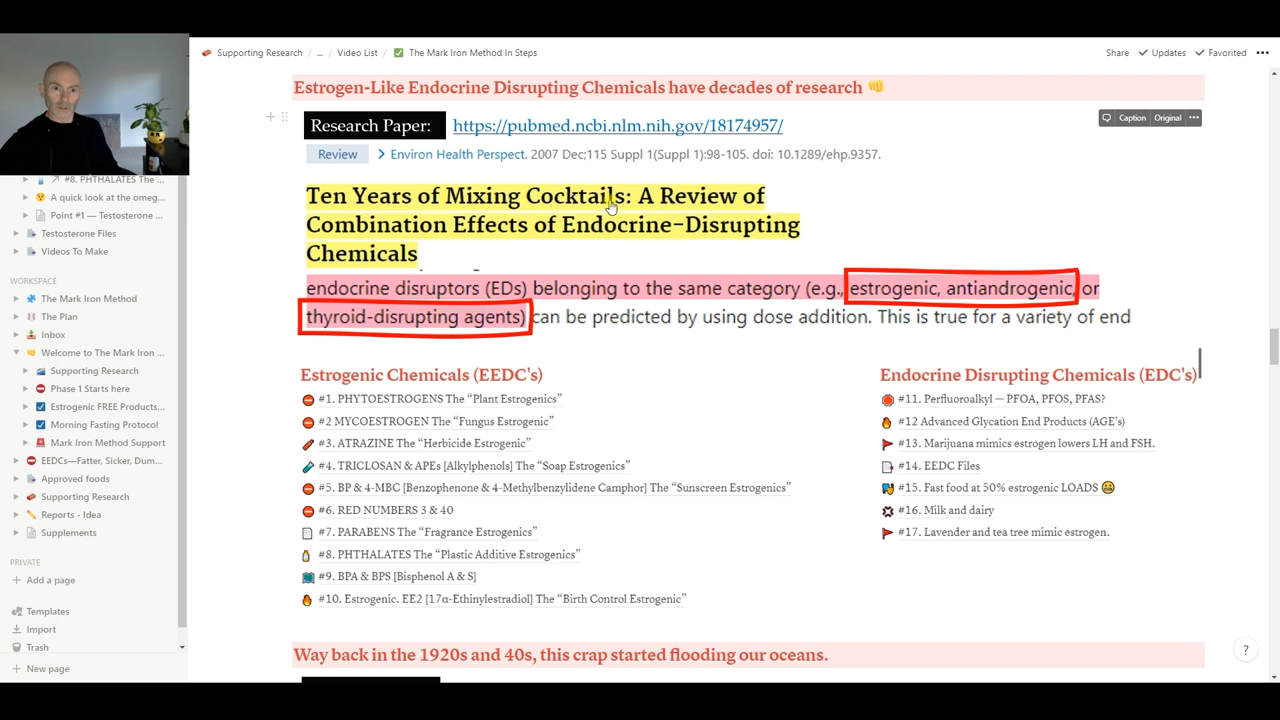 Supporting Research / ... / Video List / ✅ The Mark Iron Method In Steps
Share ✓ Updates ✓ Favorited •••
#8. PHTHALATES The ...
A quick look at the omeg...
Point #1 — Testosterone ...
Testosterone Files
Videos To Make
WORKSPACE
The Mark Iron Method
The Plan
Inbox
Welcome to The Mark Iron ...
Supporting Research
Phase 1 Starts here
Estrogenic FREE Products...
Morning Fasting Protocol
Mark Iron Method Support
EEDCs—Fatter, Sicker, Dum...
Approved foods
Supporting Research
Reports - Idea
Supplements
PRIVATE
+ Add a page
Templates
Import
Trash
+ New page
Estrogen-Like Endocrine Disrupting Chemicals have decades of research 👊
Research Paper: https://pubmed.ncbi.nlm.nih.gov/18174957/
Caption Original •••
Review > Environ Health Perspect. 2007 Dec;115 Suppl 1(Suppl 1):98-105. doi: 10.1289/ehp.9357.
Ten Years of Mixing Cocktails: A Review of
Combination Effects of Endocrine-Disrupting
Chemicals
endocrine disruptors (EDs) belonging to the same category (e.g., estrogenic, antiandrogenic, or
thyroid-disrupting agents) can be predicted by using dose addition. This is true for a variety of end
Estrogenic Chemicals (EEDC's)
#1. PHYTOESTROGENS The “Plant Estrogenics”
#2 MYCOESTROGEN The “Fungus Estrogenic”
#3. ATRAZINE The “Herbicide Estrogenic”
#4. TRICLOSAN & APEs [Alkylphenols] The “Soap Estrogenics”
#5. BP & 4-MBC [Benzophenone & 4-Methylbenzylidene Camphor] The “Sunscreen Estrogenics”
#6. RED NUMBERS 3 & 40
#7. PARABENS The “Fragrance Estrogenics”
#8. PHTHALATES The “Plastic Additive Estrogenics”
#9. BPA & BPS [Bisphenol A & S]
#10. Estrogenic. EE2 [17α-Ethinylestradiol] The “Birth Control Estrogenic”
Endocrine Disrupting Chemicals (EDC's)
#11. Perfluoroalkyl — PFOA, PFOS, PFAS?
#12 Advanced Glycation End Products (AGE's)
#13. Marijuana mimics estrogen lowers LH and FSH.
#14. EEDC Files
#15. Fast food at 50% estrogenic LOADS 😬
#16. Milk and dairy
#17. Lavender and tea tree mimic estrogen.
Way back in the 1920s and 40s, this crap started flooding our oceans.
?